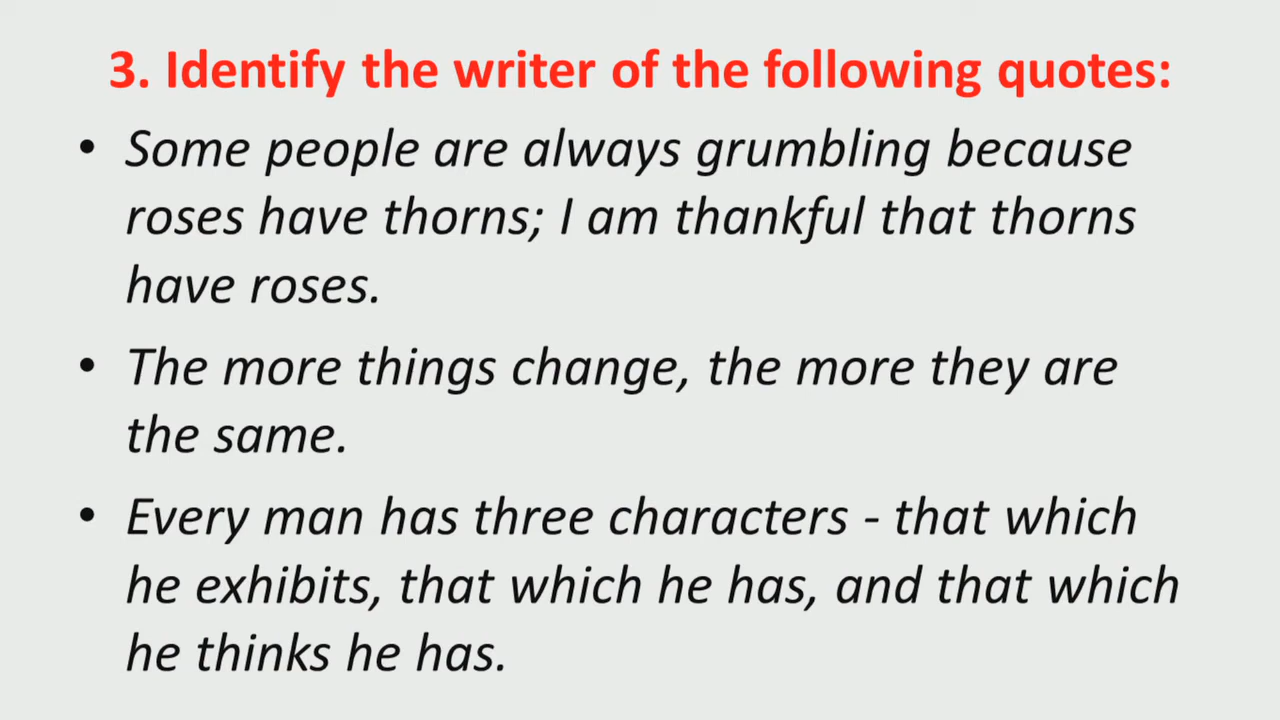 3. Identify the writer of the following quotes:
• Some people are always grumbling because
roses have thorns; I am thankful that thorns
have roses.
• The more things change, the more they are
the same.
• Every man has three characters - that which
he exhibits, that which he has, and that which
he thinks he has.